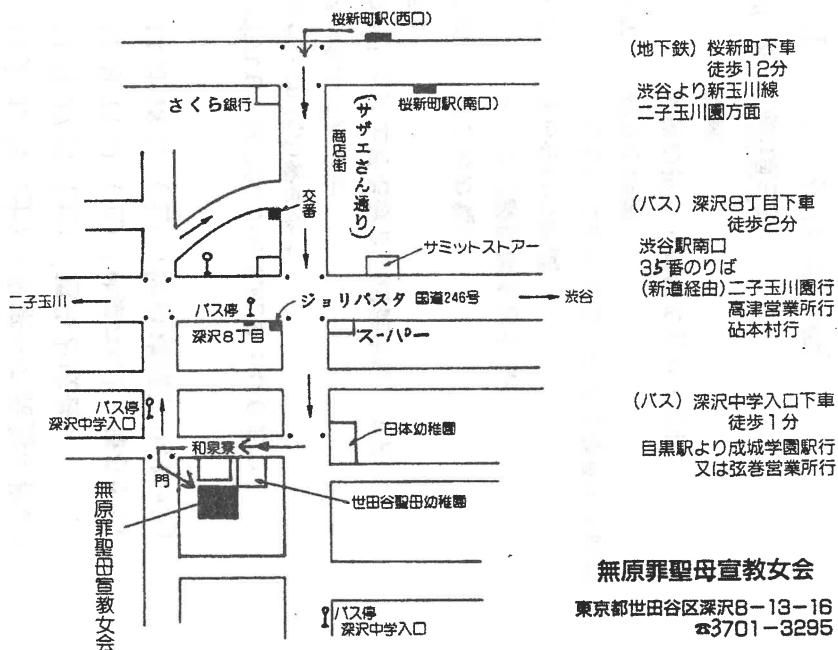 桜新町駅(西口)
さくら銀行
桜新町駅(南口)
商店街
(サザエさん通り)
交番
サミットストアー
二子玉川
バス停
深沢8丁目
ジョリパスタ
国道246号
渋谷
スーパー
バス停
深沢中学入口
和泉寮
日体幼稚園
門
世田谷聖母幼稚園
無原罪聖母宣教女会
バス停
深沢中学入口
(地下鉄) 桜新町下車
徒歩12分
渋谷より新玉川線
二子玉川園方面
(バス) 深沢8丁目下車
徒歩2分
渋谷駅南口
35番のりば
(新道経由)二子玉川園行
高津営業所行
砧本村行
(バス) 深沢中学入口下車
徒歩1分
目黒駅より成城学園駅行
又は弦巻営業所行
無原罪聖母宣教女会
東京都世田谷区深沢8-13-16
☎3701-3295